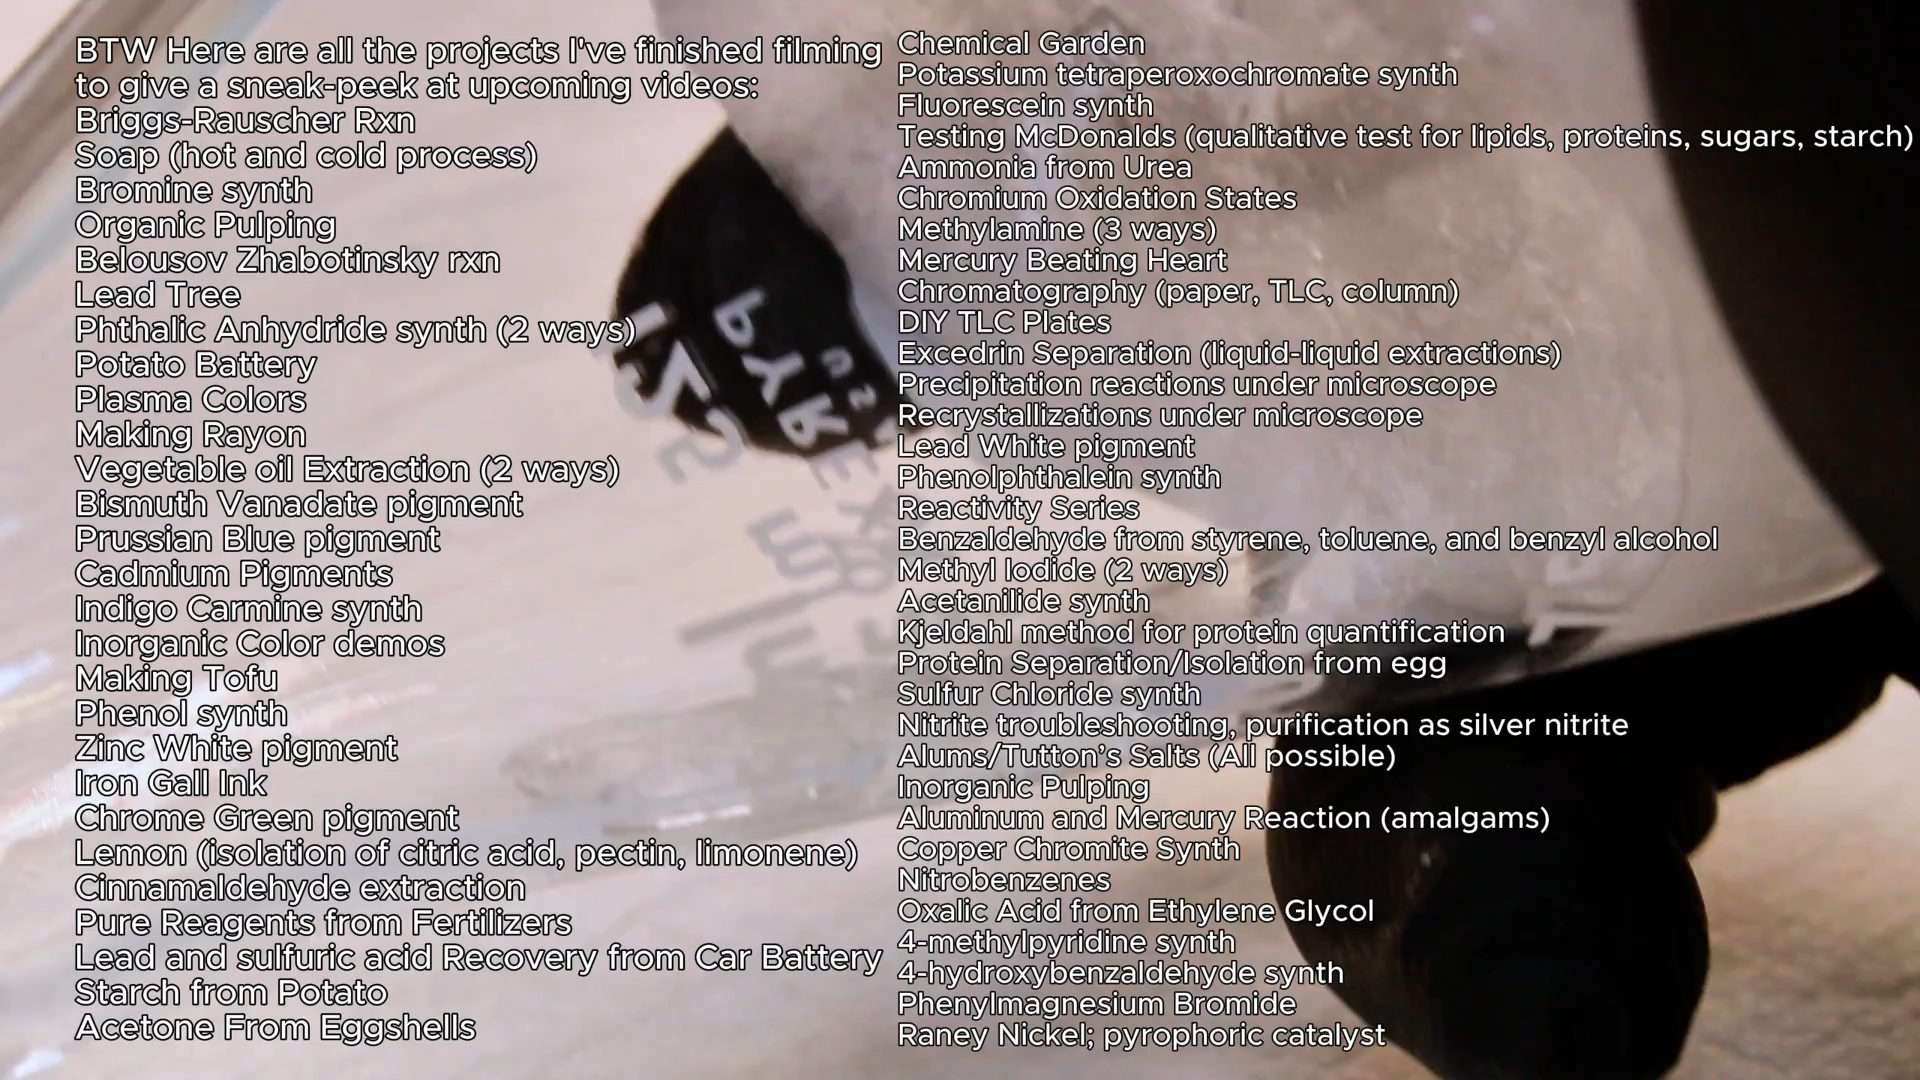 BTW Here are all the projects I've finished filming
to give a sneak-peek at upcoming videos:
Briggs-Rauscher Rxn
Soap (hot and cold process)
Bromine synth
Organic Pulping
Belousov Zhabotinsky rxn
Lead Tree
Phthalic Anhydride synth (2 ways)
Potato Battery
Plasma Colors
Making Rayon
Vegetable oil Extraction (2 ways)
Bismuth Vanadate pigment
Prussian Blue pigment
Cadmium Pigments
Indigo Carmine synth
Inorganic Color demos
Making Tofu
Phenol synth
Zinc White pigment
Iron Gall Ink
Chrome Green pigment
Lemon (isolation of citric acid, pectin, limonene)
Cinnamaldehyde extraction
Pure Reagents from Fertilizers
Lead and sulfuric acid Recovery from Car Battery
Starch from Potato
Acetone From Eggshells
Chemical Garden
Potassium tetraperoxochromate synth
Fluorescein synth
Testing McDonalds (qualitative test for lipids, proteins, sugars, starch)
Ammonia from Urea
Chromium Oxidation States
Methylamine (3 ways)
Mercury Beating Heart
Chromatography (paper, TLC, column)
DIY TLC Plates
Excedrin Separation (liquid-liquid extractions)
Precipitation reactions under microscope
Recrystallizations under microscope
Lead White pigment
Phenolphthalein synth
Reactivity Series
Benzaldehyde from styrene, toluene, and benzyl alcohol
Methyl Iodide (2 ways)
Acetanilide synth
Kjeldahl method for protein quantification
Protein Separation/Isolation from egg
Sulfur Chloride synth
Nitrite troubleshooting, purification as silver nitrite
Alums/Tutton’s Salts (All possible)
Inorganic Pulping
Aluminum and Mercury Reaction (amalgams)
Copper Chromite Synth
Nitrobenzenes
Oxalic Acid from Ethylene Glycol
4-methylpyridine synth
4-hydroxybenzaldehyde synth
Phenylmagnesium Bromide
Raney Nickel; pyrophoric catalyst
PYREX